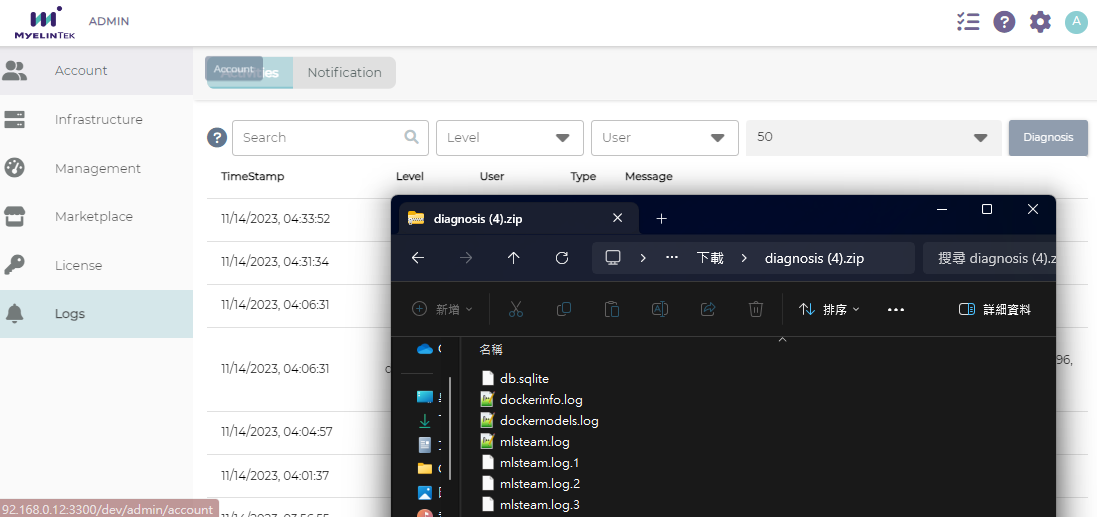 MYELINTEK ADMIN A
Account
Infrastructure
Management
Marketplace
License
Logs
Account
Notification
? Search Level User 50 Diagnosis
TimeStamp Level User Type Message
11/14/2023, 04:33:52
11/14/2023, 04:31:34
11/14/2023, 04:06:31
11/14/2023, 04:06:31
96,
11/14/2023, 04:04:57
11/14/2023, 04:01:37
92.168.0.12:3300/dev/admin/account
diagnosis (4).zip
下載 diagnosis (4).zip 搜尋 diagnosis (4).z
新增 排序 詳細資料
名稱
db.sqlite
dockerinfo.log
dockernodels.log
mlsteam.log
mlsteam.log.1
mlsteam.log.2
mlsteam.log.3